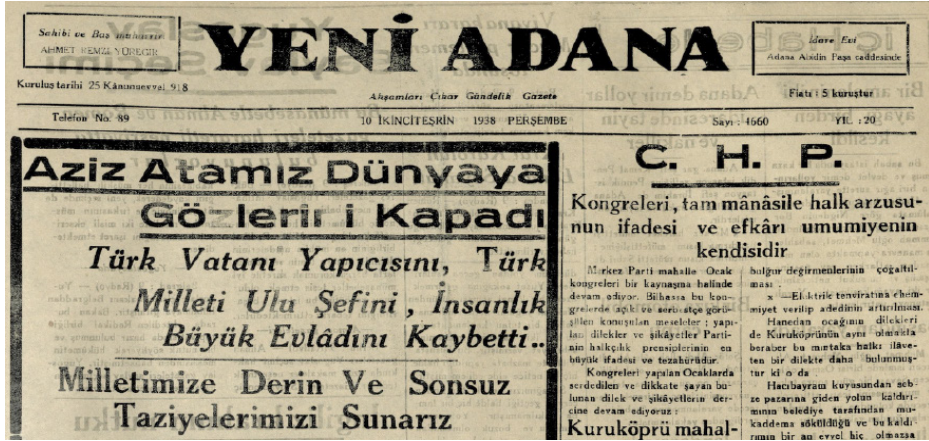 Sahibi ve Baş muharrir
AHMET REMZİ YÜREGİR
Kuruluş tarihi 25 Kânunuevvel 918
YENİ ADANA
Akşamları Çıkar Gündelik Gazete
İdare Evi
Adana Abidin Paşa caddesinde
Fiatı : 5 kuruştur
Telefon No. 89
10 İKİNCİTEŞRİN 1938 PERŞEMBE
Sayı : 4660
YIL : 20
Aziz Atamız Dünyaya
Gözlerini Kapadı
Türk Vatanı Yapıcısını, Türk
Milleti Ulu Şefini, İnsanlık
Büyük Evlâdını Kaybetti..
Milletimize Derin Ve Sonsuz
Taziyelerimizi Sunarız
C. H. P.
Kongreleri, tam mânâsile halk arzusu-
nun ifadesi ve efkârı umumiyenin
kendisidir
Merkez Parti mahalle Ocak
kongreleri bir kaynaşma halinde
devam ediyor. Bilhassa bu kon-
grelerde açık ve serbestçe görü-
şülen konuşulan meseleler ; yapı-
lan dilekler ve şikâyetler Parti-
nin halkçılık prensiplerinin en
büyük ifadesi ve tezahürüdür.
Kongreleri yapılan Ocaklarda
serdedilen ve dikkate şayan bu-
lunan dilek ve şikâyetlerin der-
cine devam ediyoruz :
Kuruköprü mahal-
bulgur değirmenlerinin çoğaltıl-
ması .
x —Elektrik tenviratına ehem-
miyet verilip adedinin artırılması.
Hanedan ocağının dilekleri
de Kuruköprünün ayni olmakla
beraber bu mıntaka halkı ilâve-
ten bir dilekte daha bulunmuş-
tur ki o da
Hacıbayram kuyusundan seb-
ze pazarına giden yolun kaldırı-
mının belediye tarafından mu-
kaddema söküldüğü ve bu kaldı-
rımın bir an evvel hiç olmazsa